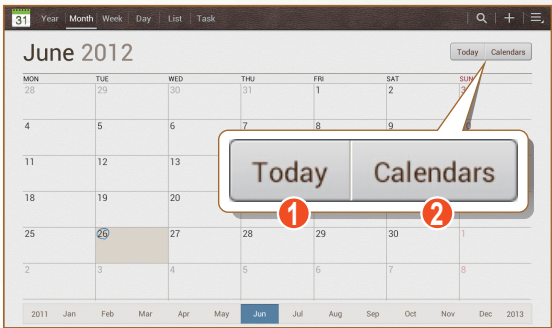 31 Year Month Week Day List Task
June 2012
Today Calendars
MON TUE WED THU FRI SAT SUN
28 29 30 31 1 2 3
4 5 6 7 8 9
11 12 13
Today Calendars
1 2
18 19 20
25 26 27 28 29 30 1
2 3 4 5 6 7 8
2011 Jan Feb Mar Apr May Jun Jul Aug Sep Oct Nov Dec 2013